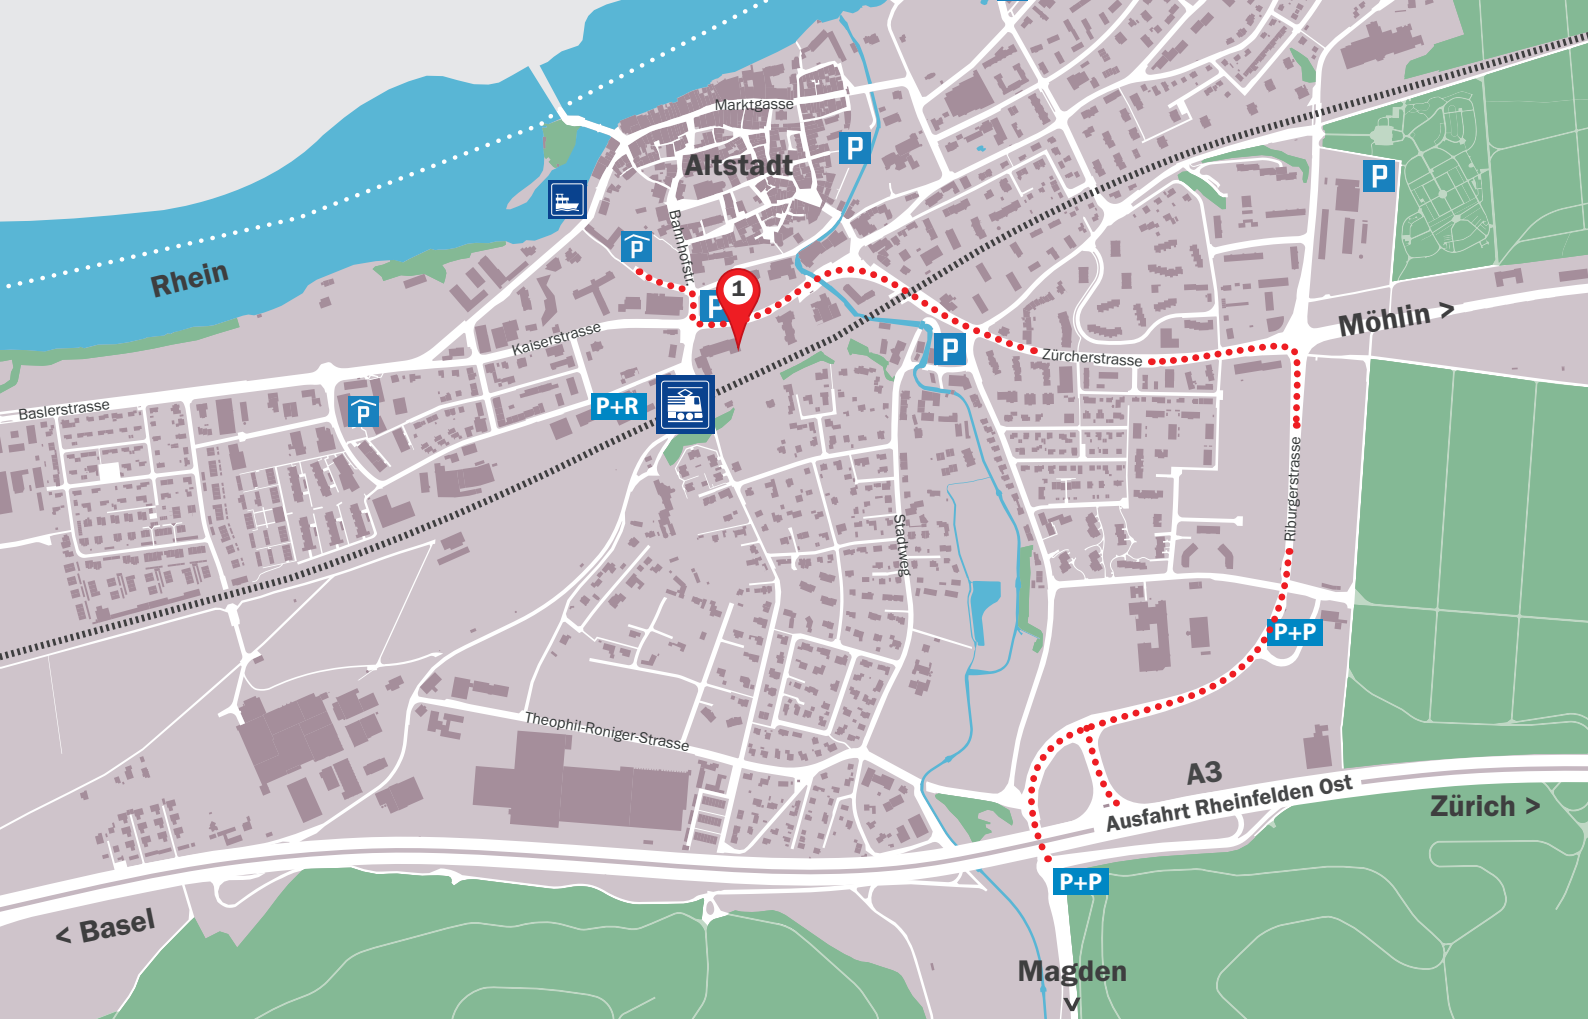 Marktgasse
P
Altstadt
P
Bahnhofstr.
P
Rhein
1
P
Möhlin >
Kaiserstrasse
P
Zürcherstrasse
Baslerstrasse
P
P+R
Riburgerstrasse
Stadtweg
P+P
Theophil-Roniger-Strasse
A3
Ausfahrt Rheinfelden Ost
Zürich >
P+P
< Basel
Magden
>